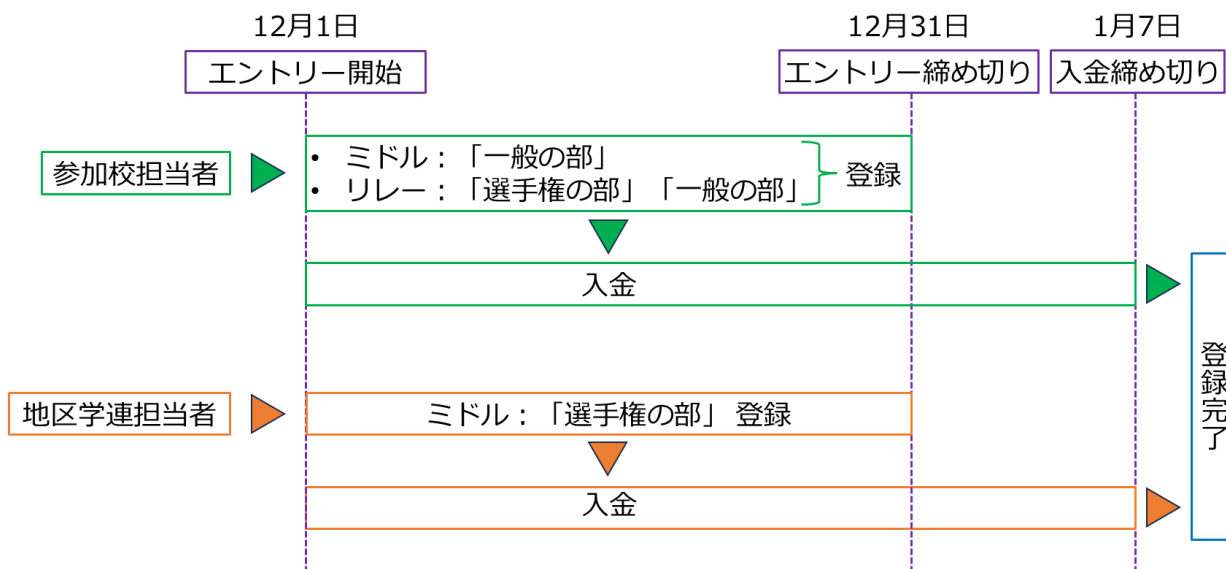 12月1日
12月31日
1月7日
エントリー開始
エントリー締め切り
入金締め切り
参加校担当者
• ミドル：「一般の部」
• リレー：「選手権の部」「一般の部」
登録
入金
登録完了
地区学連担当者
ミドル：「選手権の部」 登録
入金